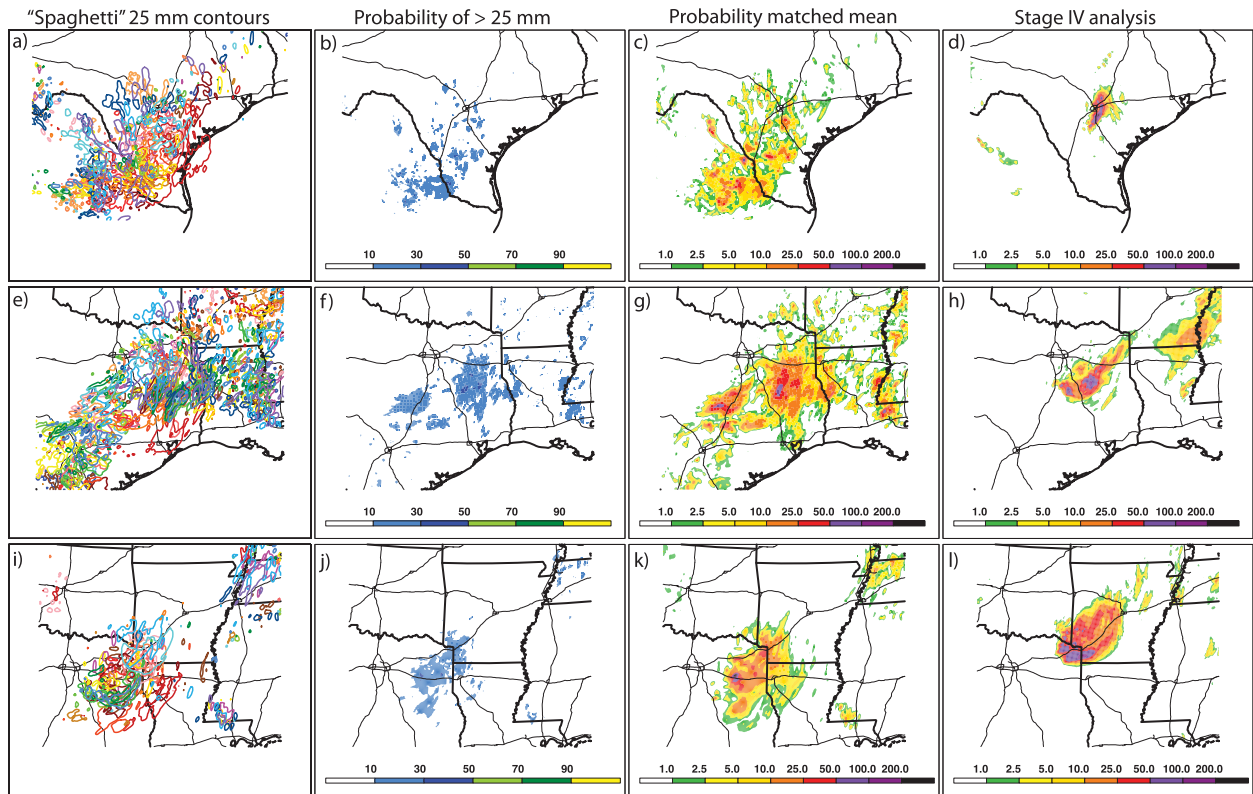 “Spaghetti” 25 mm contours
Probability of > 25 mm
Probability matched mean
Stage IV analysis
a)
b)
c)
d)
10 30 50 70 90
1.0 2.5 5.0 10.0 25.0 50.0 100.0 200.0
1.0 2.5 5.0 10.0 25.0 50.0 100.0 200.0
e)
f)
g)
h)
10 30 50 70 90
1.0 2.5 5.0 10.0 25.0 50.0 100.0 200.0
1.0 2.5 5.0 10.0 25.0 50.0 100.0 200.0
i)
j)
k)
l)
10 30 50 70 90
1.0 2.5 5.0 10.0 25.0 50.0 100.0 200.0
1.0 2.5 5.0 10.0 25.0 50.0 100.0 200.0